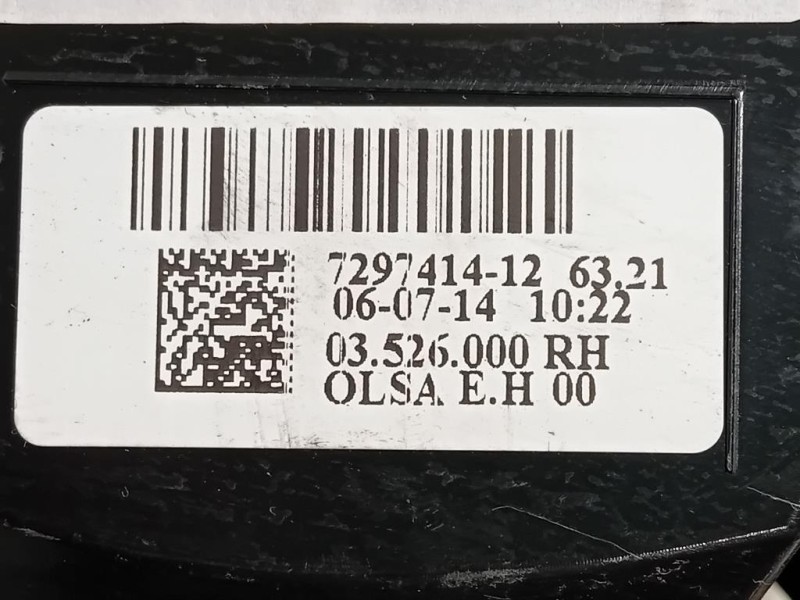 7297414-12 63.21
06-07-14 10:22
03.526.000 RH
OLSA E.H 00